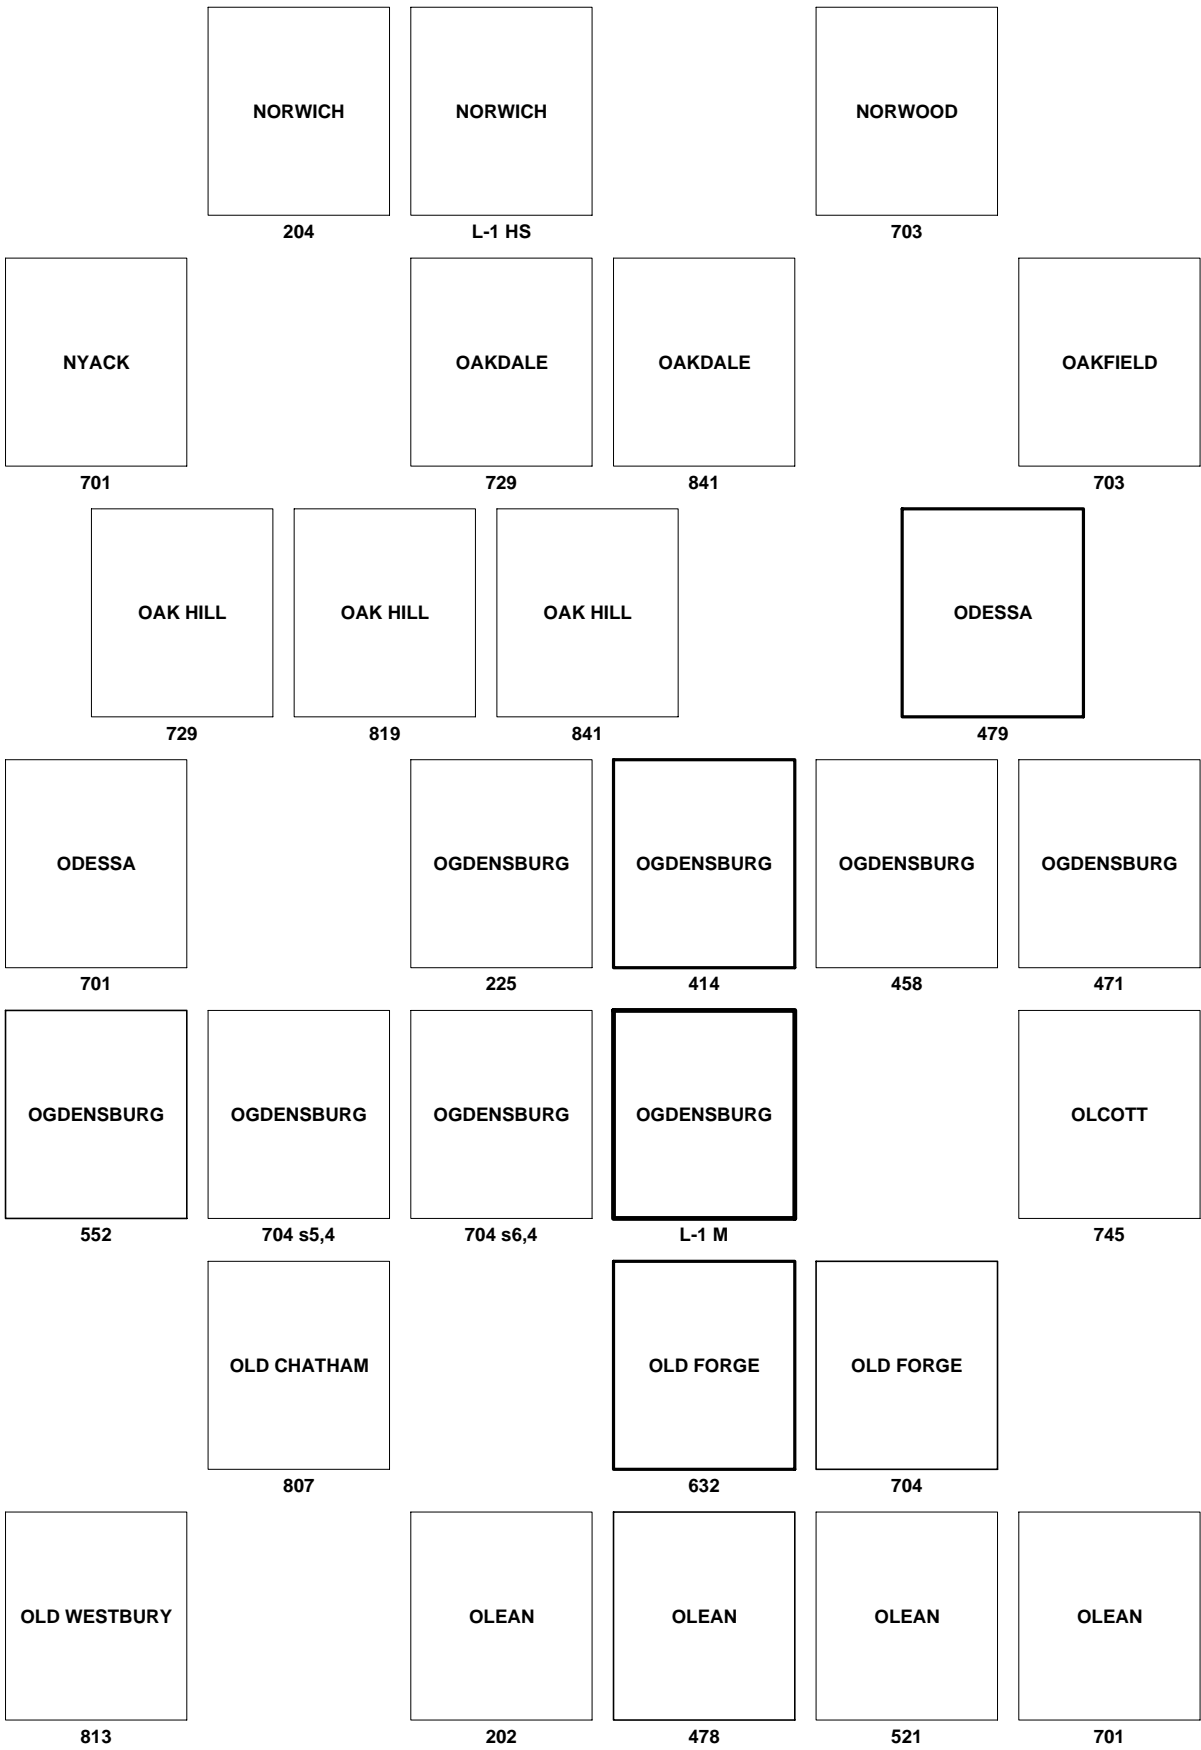 NORWICH NORWICH NORWOOD
204 L-1 HS 703
NYACK OAKDALE OAKDALE OAKFIELD
701 729 841 703
OAK HILL OAK HILL OAK HILL ODESSA
729 819 841 479
ODESSA OGDENSBURG OGDENSBURG OGDENSBURG OGDENSBURG
701 225 414 458 471
OGDENSBURG OGDENSBURG OGDENSBURG OGDENSBURG OLCOTT
552 704 s5,4 704 s6,4 L-1 M 745
OLD CHATHAM OLD FORGE OLD FORGE
807 632 704
OLD WESTBURY OLEAN OLEAN OLEAN OLEAN
813 202 478 521 701